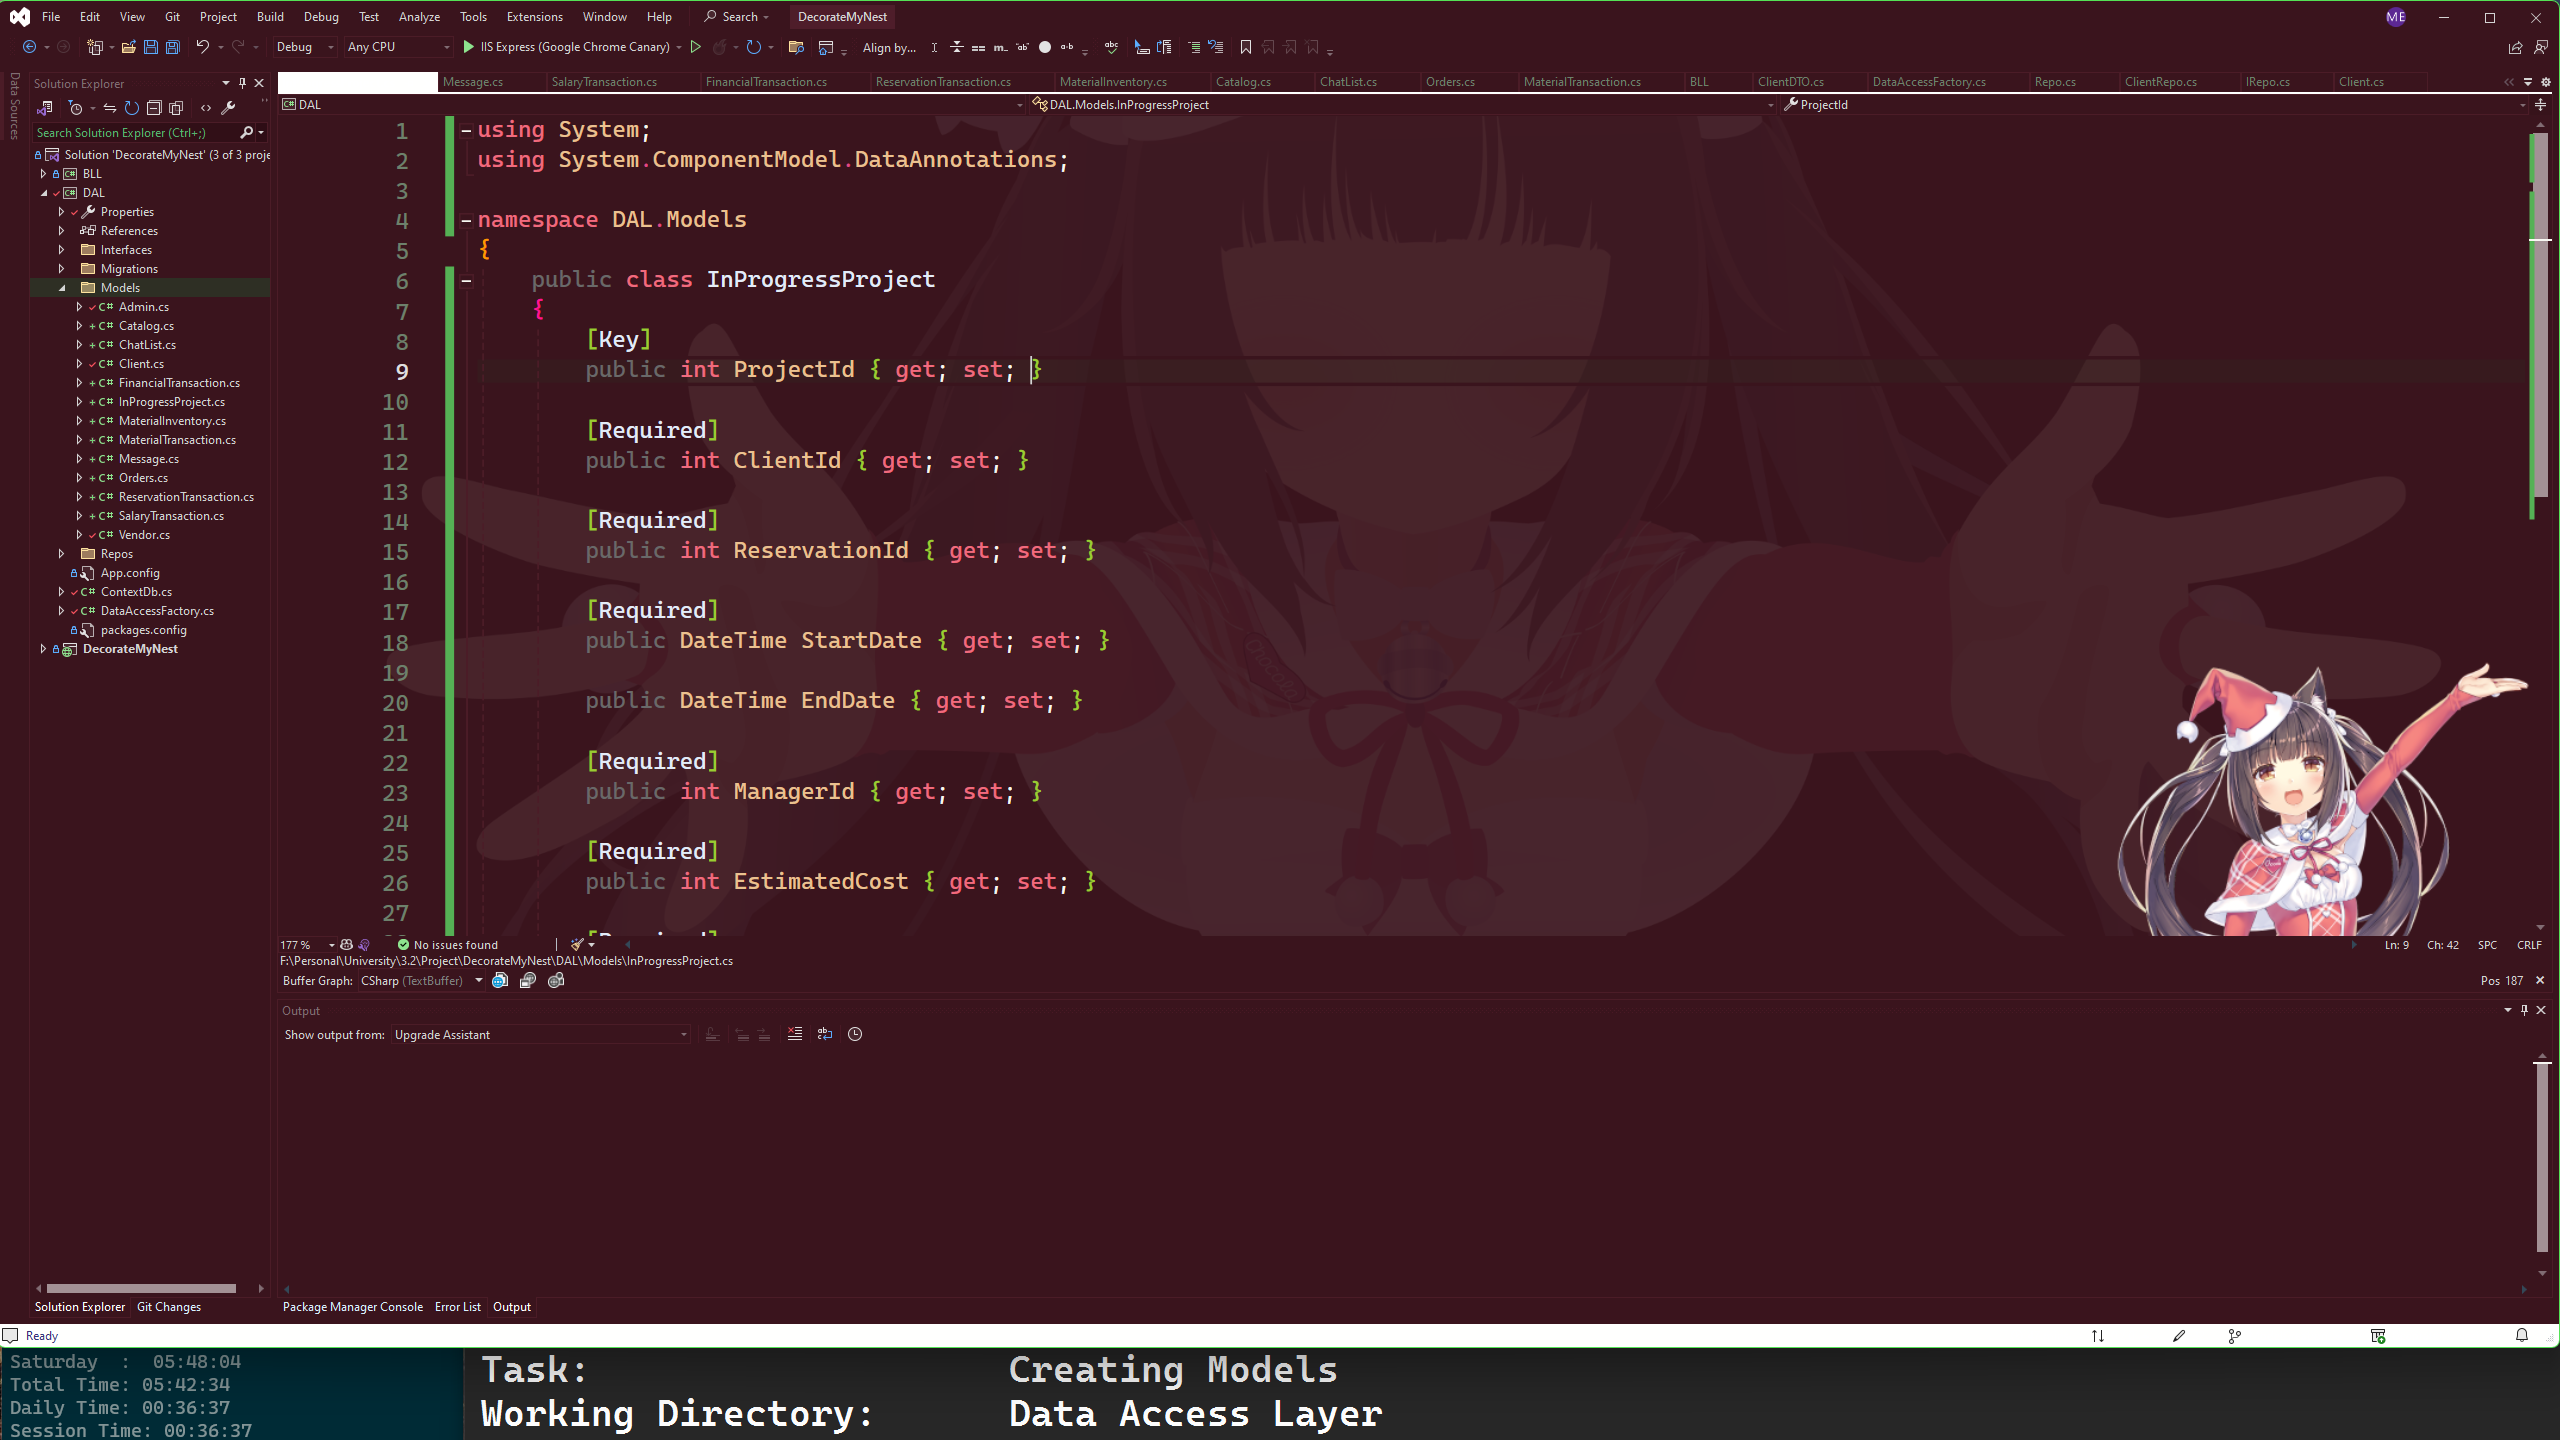 File Edit View Git Project Build Debug Test Analyze Tools Extensions Window Help Search DecorateMyNest ME
Debug Any CPU IIS Express (Google Chrome Canary) Align by...
Data Sources
Solution Explorer
Search Solution Explorer (Ctrl+;)
Solution 'DecorateMyNest' (3 of 3 proje
BLL
DAL
Properties
References
Interfaces
Migrations
Models
C# Admin.cs
C# Catalog.cs
C# ChatList.cs
C# Client.cs
C# FinancialTransaction.cs
C# InProgressProject.cs
C# MaterialInventory.cs
C# MaterialTransaction.cs
C# Message.cs
C# Orders.cs
C# ReservationTransaction.cs
C# SalaryTransaction.cs
C# Vendor.cs
Repos
App.config
C# ContextDb.cs
C# DataAccessFactory.cs
packages.config
DecorateMyNest
Solution Explorer Git Changes
Message.cs SalaryTransaction.cs FinancialTransaction.cs ReservationTransaction.cs MaterialInventory.cs Catalog.cs ChatList.cs Orders.cs MaterialTransaction.cs BLL ClientDTO.cs DataAccessFactory.cs Repo.cs ClientRepo.cs IRepo.cs Client.cs
DAL DAL.Models.InProgressProject ProjectId
1 using System;
2 using System.ComponentModel.DataAnnotations;
3
4 namespace DAL.Models
5 {
6 public class InProgressProject
7 {
8 [Key]
9 public int ProjectId { get; set; }
10
11 [Required]
12 public int ClientId { get; set; }
13
14 [Required]
15 public int ReservationId { get; set; }
16
17 [Required]
18 public DateTime StartDate { get; set; }
19
20 public DateTime EndDate { get; set; }
21
22 [Required]
23 public int ManagerId { get; set; }
24
25 [Required]
26 public int EstimatedCost { get; set; }
27
177 % No issues found Ln: 9 Ch: 42 SPC CRLF
F:\Personal\University\3.2\Project\DecorateMyNest\DAL\Models\InProgressProject.cs
Buffer Graph: CSharp (TextBuffer) Pos 187
Output
Show output from: Upgrade Assistant
Package Manager Console Error List Output
Ready
Saturday : 05:48:04
Total Time: 05:42:34
Daily Time: 00:36:37
Session Time: 00:36:37
Task: Creating Models
Working Directory: Data Access Layer